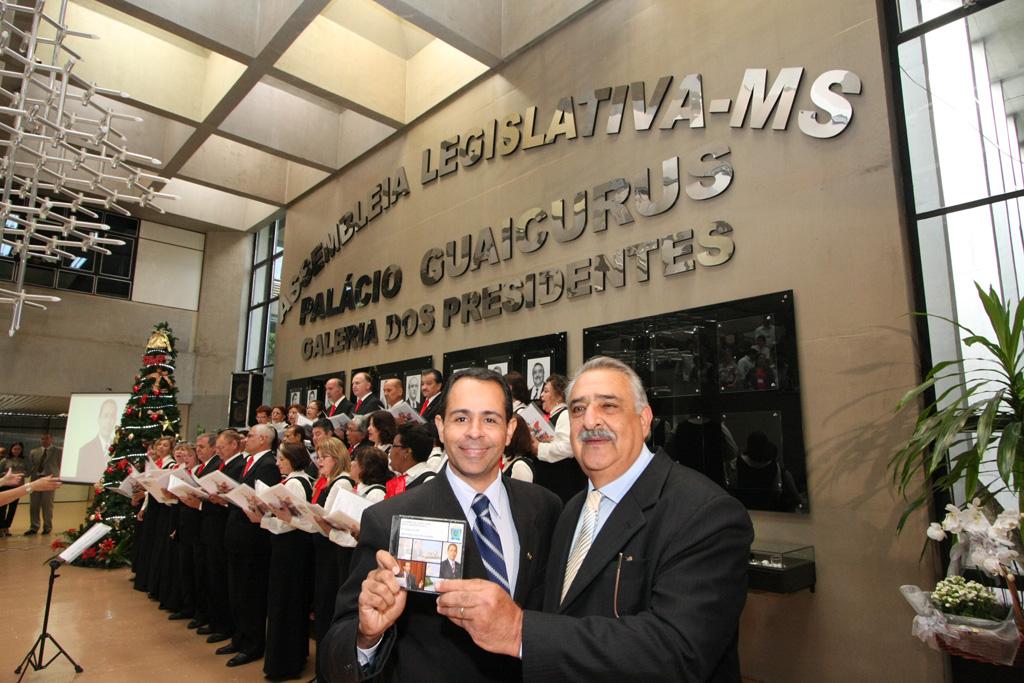 ASSEMBLEIA LEGISLATIVA-MS
PALÁCIO GUAICURUS
GALERIA DOS PRESIDENTES